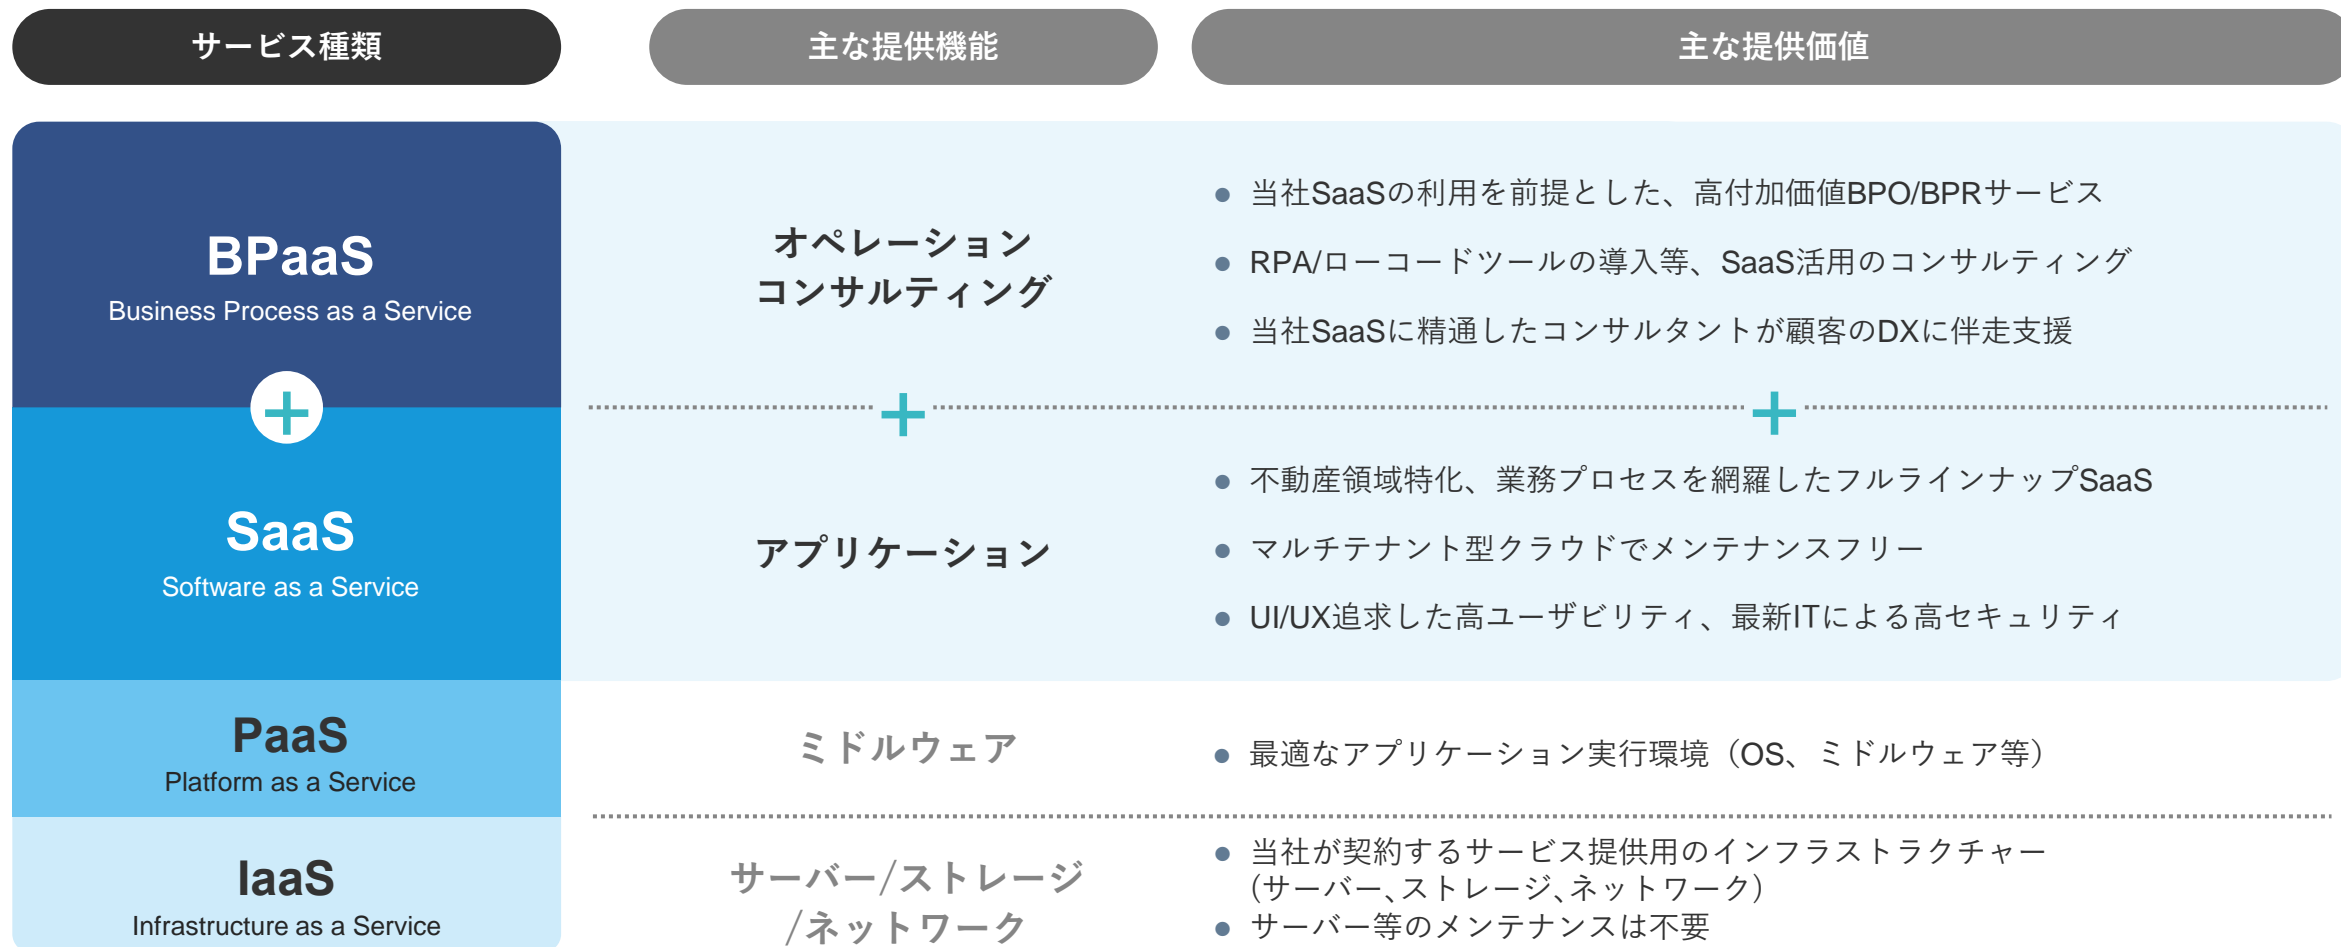 サービス種類
主な提供機能
主な提供価値
BPaaS
Business Process as a Service
オペレーション
コンサルティング
● 当社SaaSの利用を前提とした、高付加価値BPO/BPRサービス
● RPA/ローコードツールの導入等、SaaS活用のコンサルティング
● 当社SaaSに精通したコンサルタントが顧客のDXに伴走支援
+
+
+
SaaS
Software as a Service
アプリケーション
● 不動産領域特化、業務プロセスを網羅したフルラインナップSaaS
● マルチテナント型クラウドでメンテナンスフリー
● UI/UX追求した高ユーザビリティ、最新ITによる高セキュリティ
PaaS
Platform as a Service
ミドルウェア
● 最適なアプリケーション実行環境（OS、ミドルウェア等）
IaaS
Infrastructure as a Service
サーバー/ストレージ
/ネットワーク
● 当社が契約するサービス提供用のインフラストラクチャー
(サーバー、ストレージ、ネットワーク)
● サーバー等のメンテナンスは不要